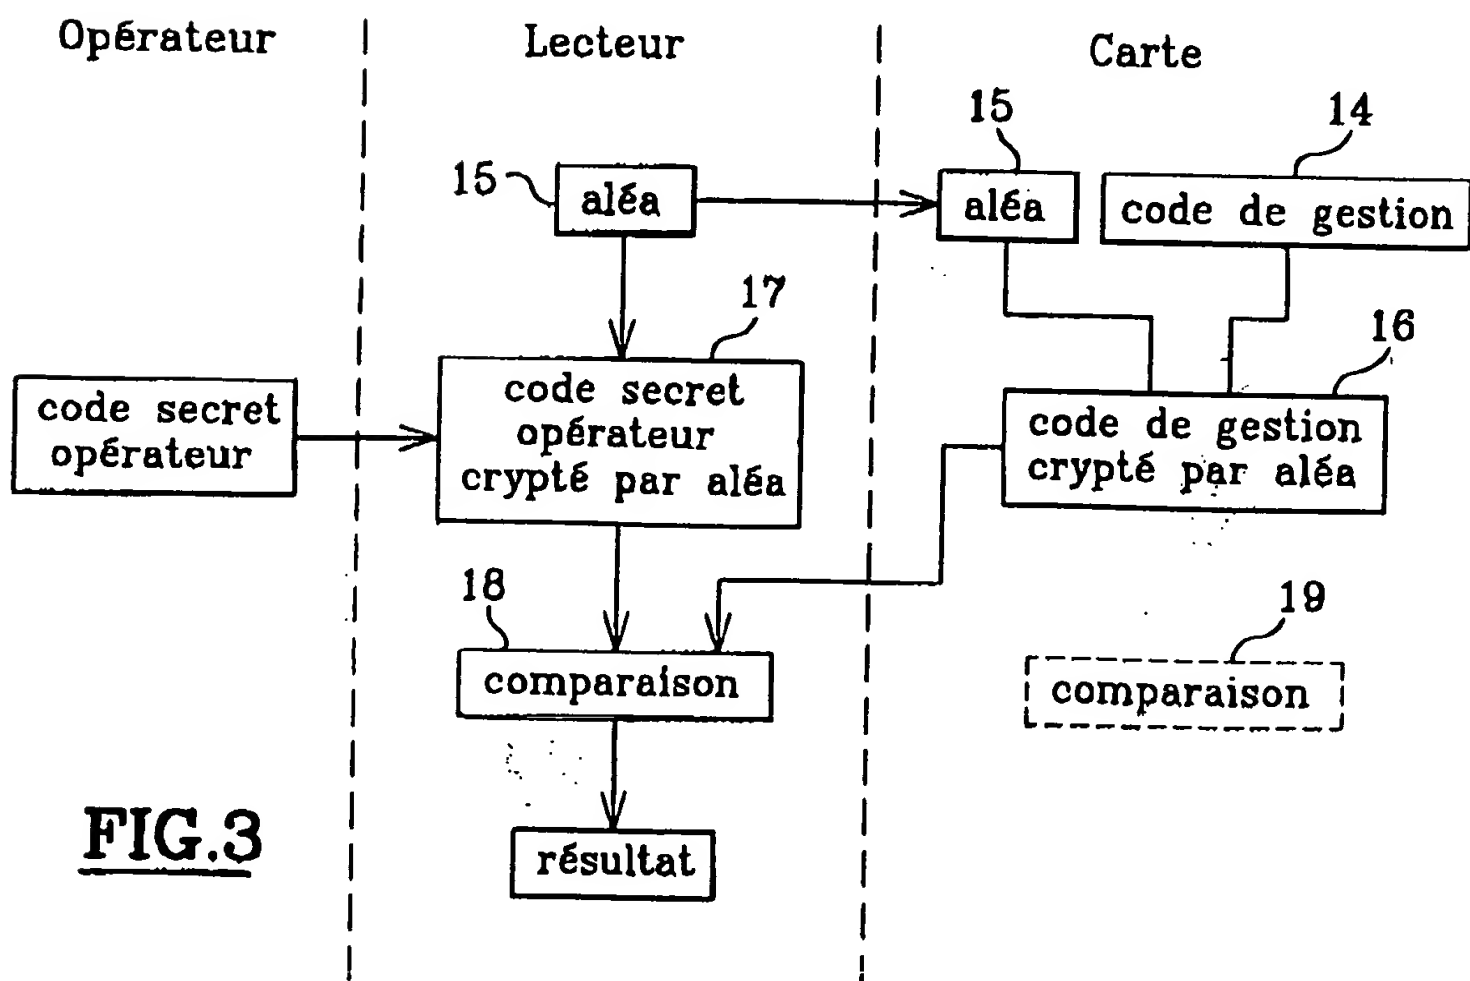 Opérateur
Lecteur
Carte
15
aléa
15
aléa
14
code de gestion
17
code secret
opérateur
code secret
opérateur
crypté par aléa
16
code de gestion
crypté par aléa
18
comparaison
19
comparaison
résultat
FIG.3